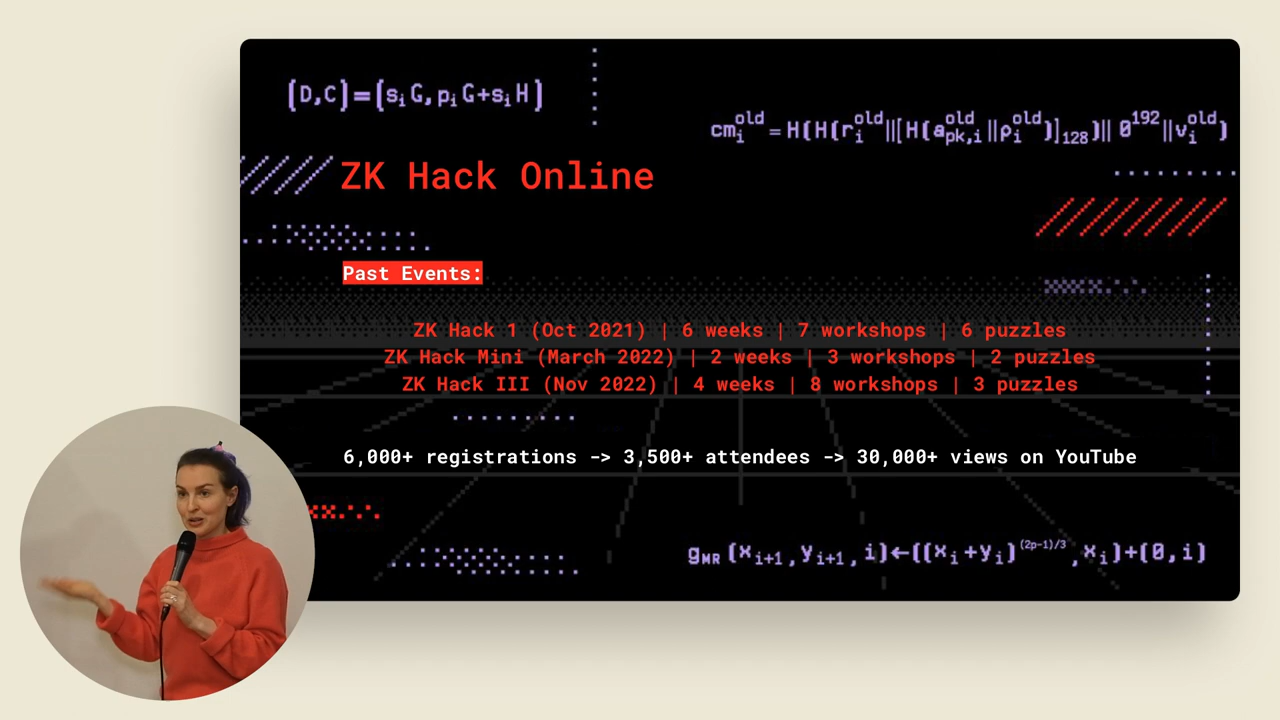 [D,C]=[sᵢG,pᵢG+sᵢH]
cmᵢᵒˡᵈ = H(H(rᵢᵒˡᵈ||[H(aₚₖ,ᵢᵒˡᵈ||ρᵢᵒˡᵈ)]₁₂₈)|| 0¹⁹²||vᵢᵒˡᵈ)
ZK Hack Online
Past Events:
ZK Hack 1 (Oct 2021) | 6 weeks | 7 workshops | 6 puzzles
ZK Hack Mini (March 2022) | 2 weeks | 3 workshops | 2 puzzles
ZK Hack III (Nov 2022) | 4 weeks | 8 workshops | 3 puzzles
6,000+ registrations -> 3,500+ attendees -> 30,000+ views on YouTube
g_MR(xᵢ₊₁,yᵢ₊₁,i)←((xᵢ+yᵢ)⁽²ᵖ⁻¹⁾/³,xᵢ)+(0,i)